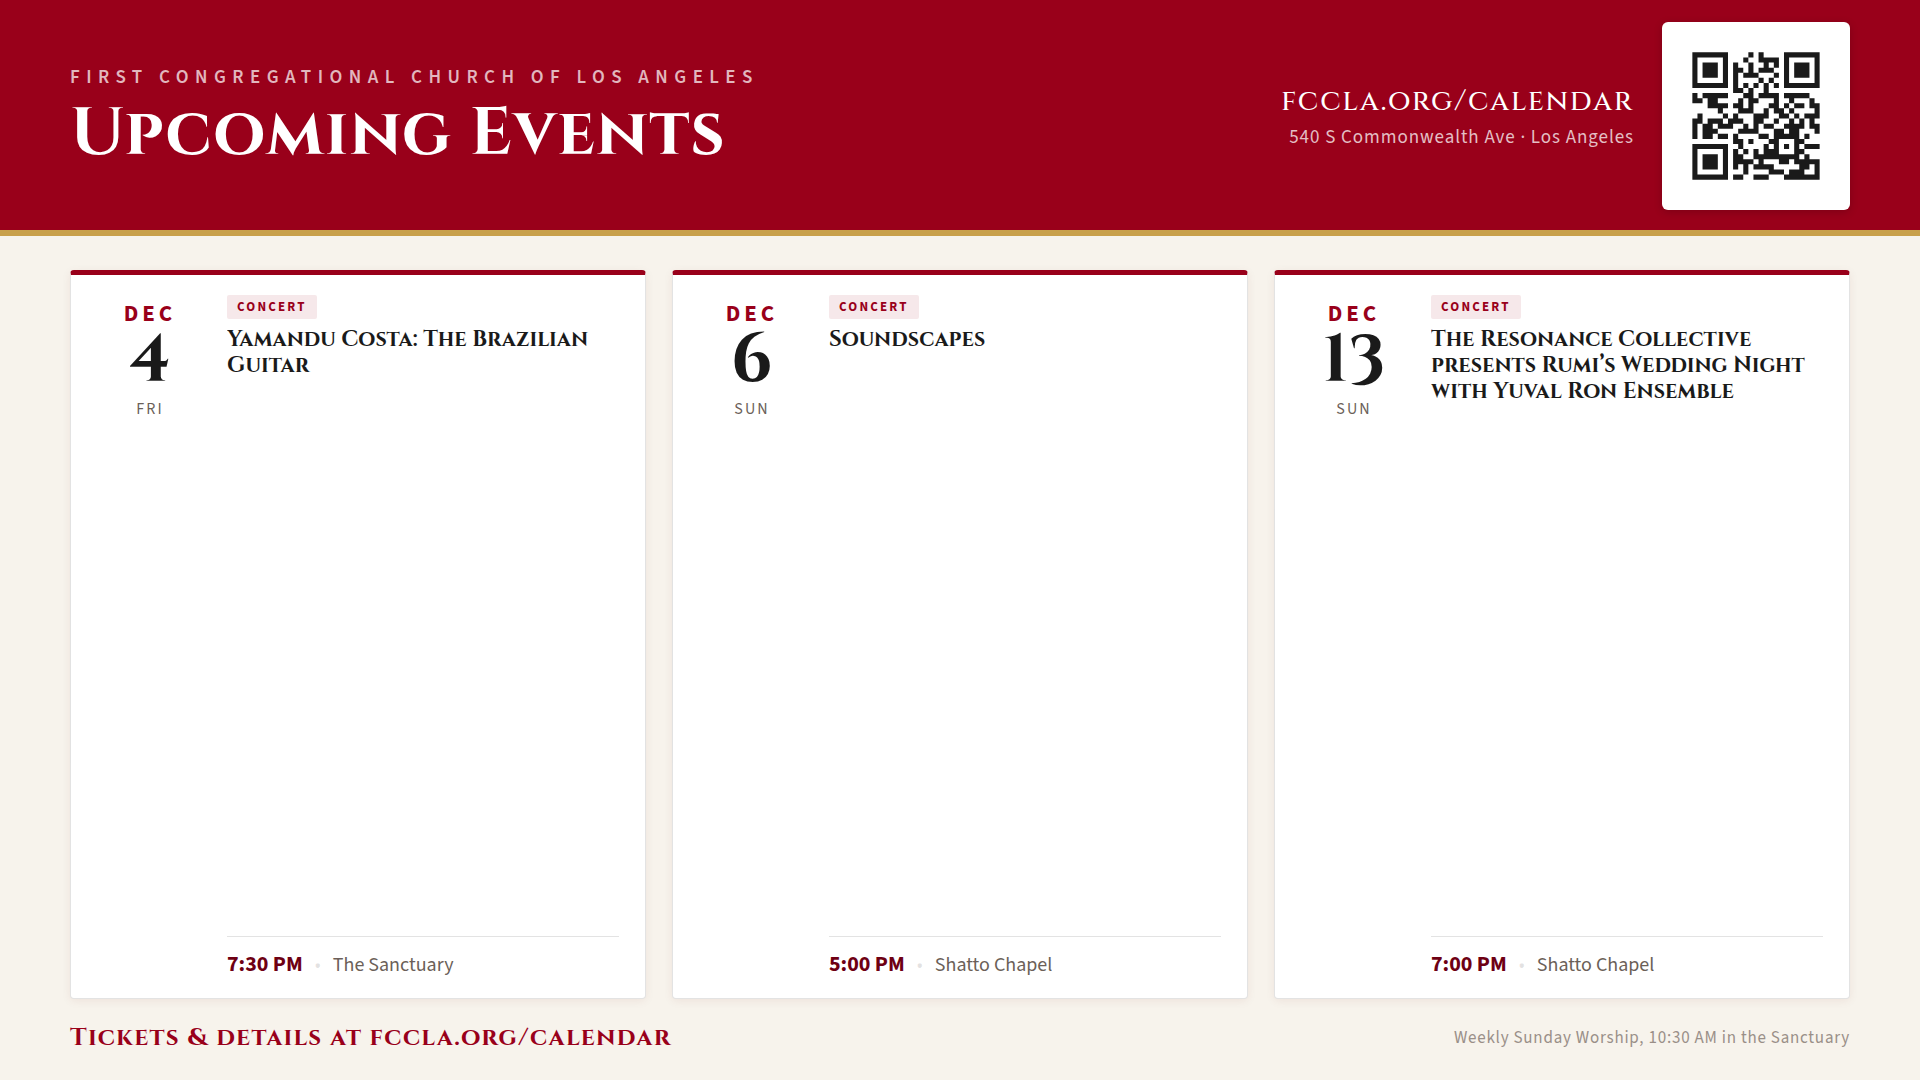 FIRST CONGREGATIONAL CHURCH OF LOS ANGELES
Upcoming Events
FCCLA.ORG/CALENDAR
540 S Commonwealth Ave · Los Angeles
DEC
4
FRI
CONCERT
Yamandu Costa: The Brazilian
Guitar
7:30 PM • The Sanctuary
DEC
6
SUN
CONCERT
Soundscapes
5:00 PM • Shatto Chapel
DEC
13
SUN
CONCERT
The Resonance Collective
presents Rumi’s Wedding Night
with Yuval Ron Ensemble
7:00 PM • Shatto Chapel
Tickets & details at fccla.org/calendar
Weekly Sunday Worship, 10:30 AM in the Sanctuary